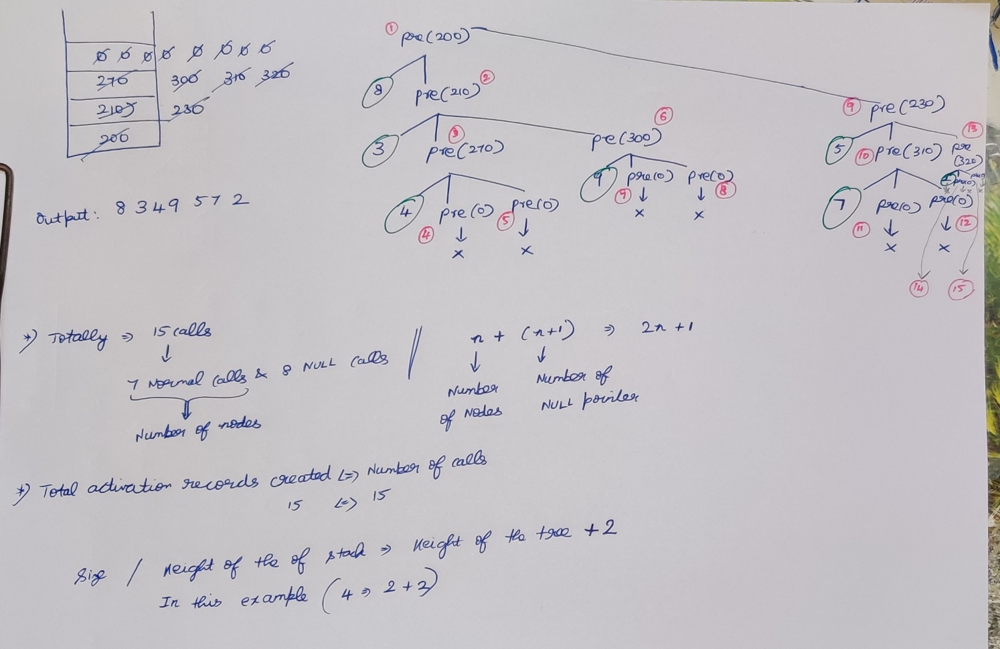 0 0 0 0 0 0 0 0
270 300 310 320
210 230
200
Output: 8 3 4 9 5 7 2
① pre(200)
8 pre(210) ②
⑨ pre(230)
3 pre(270) ③
pre(300) ⑥
5 ⑩ pre(310) pre (320) ⑬
4 pre(0) pre(0)
④ ↓ ⑤ ↓
x x
9 pre(0) pre(0)
↓ ↓ ⑧
x x
7 pre(0) pre(0)
⑪ ↓ ↓ ⑫
x x
2 pre(0)
⑭ ⑮
*) Totally ⇒ 15 calls
↓
7 Normal calls & 8 NULL calls
Number of nodes
n + (n+1) ⇒ 2n + 1
↓ ↓
Number of Nodes
Number of NULL pointer
*) Total activation records created <=> Number of calls
15 <=> 15
Size / Height of the of stack ⇒ Height of the tree + 2
In this example (4 ⇒ 2 + 2)